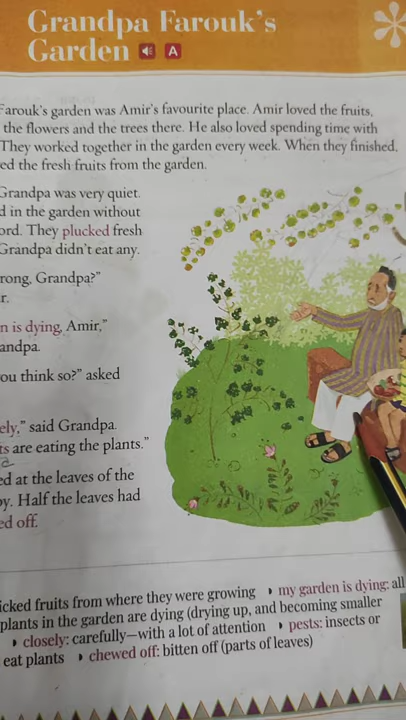 Grandpa Farouk's
Garden
A
Farouk's garden was Amir's favourite place. Amir loved the fruits,
the flowers and the trees there. He also loved spending time with
They worked together in the garden every week. When they finished,
ed the fresh fruits from the garden.
Grandpa was very quiet.
d in the garden without
ord. They plucked fresh
Grandpa didn't eat any.
rong, Grandpa?"
r.
n is dying, Amir,"
andpa.
ou think so?" asked
ely," said Grandpa.
ts are eating the plants."
ed at the leaves of the
oy. Half the leaves had
ed off.
icked fruits from where they were growing my garden is dying: all
plants in the garden are dying (drying up, and becoming smaller
closely: carefully—with a lot of attention pests: insects or
eat plants chewed off: bitten off (parts of leaves)